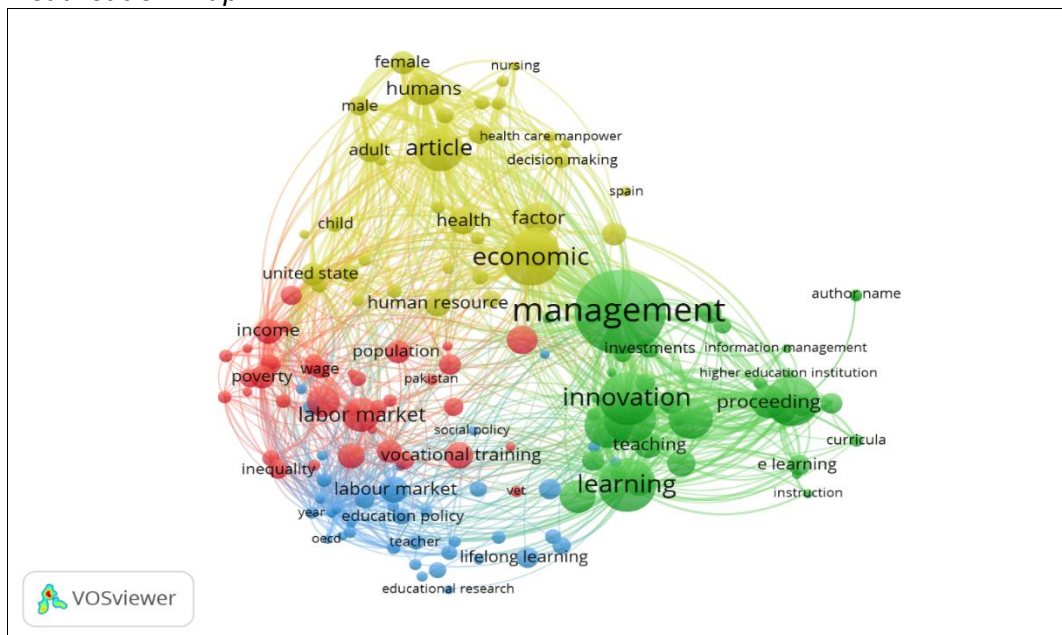 female
nursing
humans
male
health care manpower
article
adult
decision making
spain
child
health
factor
economic
united state
human resource
management
author name
income
population
investments
information management
wage
poverty
pakistan
higher education institution
innovation
proceeding
labor market
social policy
teaching
curricula
vocational training
inequality
e learning
labour market
vet
learning
instruction
year
education policy
oecd
teacher
lifelong learning
educational research
VOSviewer